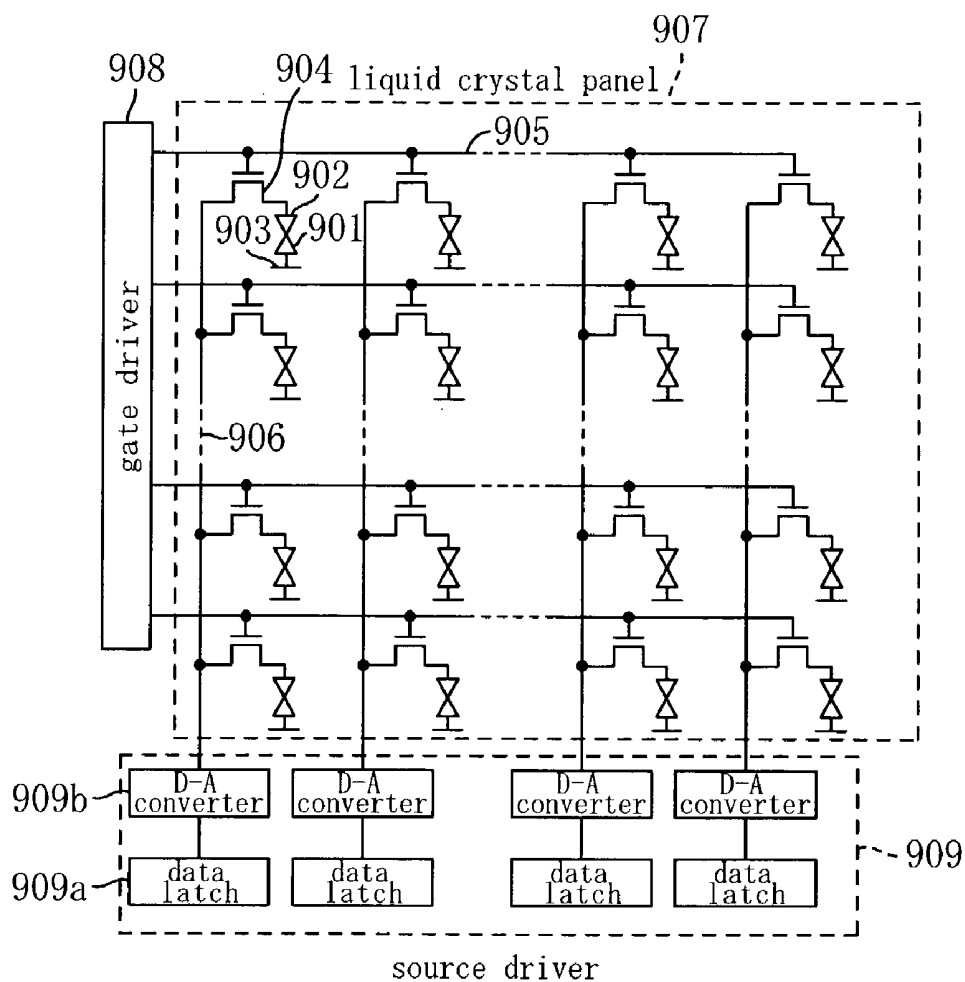 907
908
904
liquid crystal panel
905
902
903
901
gate driver
906
D-A converter
D-A converter
D-A converter
D-A converter
909b
909
data latch
data latch
data latch
data latch
909a
source driver